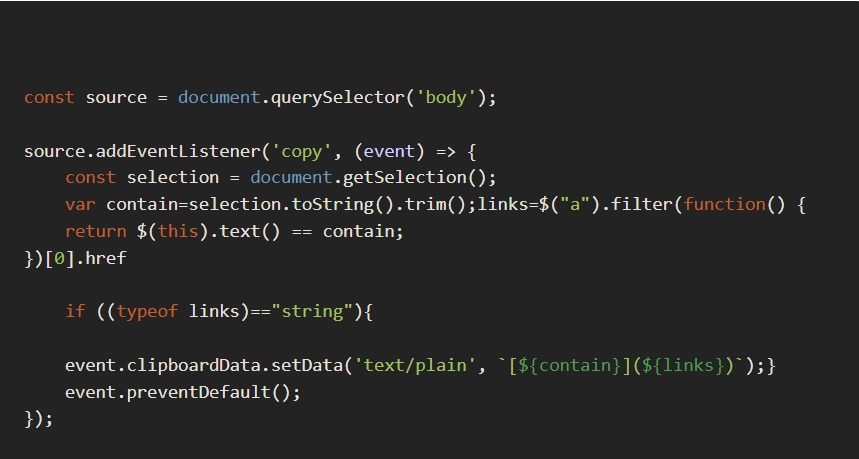 const source = document.querySelector('body');
source.addEventListener('copy', (event) => {
const selection = document.getSelection();
var contain=selection.toString().trim();links=$("a").filter(function() {
return $(this).text() == contain;
})[0].href
if ((typeof links)=="string"){
event.clipboardData.setData('text/plain', `[${contain}](${links})`);}
event.preventDefault();
});